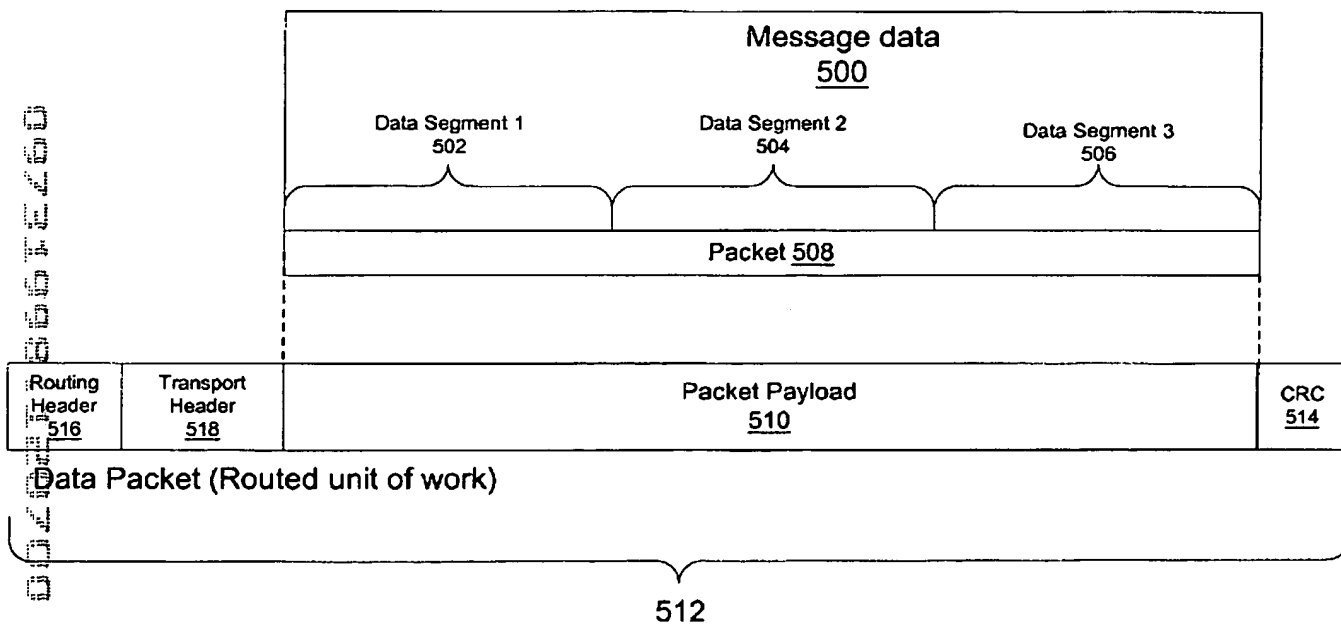 Message data
500
Data Segment 1
502
Data Segment 2
504
Data Segment 3
506
Packet 508
Routing
Header
516
Transport
Header
518
Packet Payload
510
CRC
514
Data Packet (Routed unit of work)
512